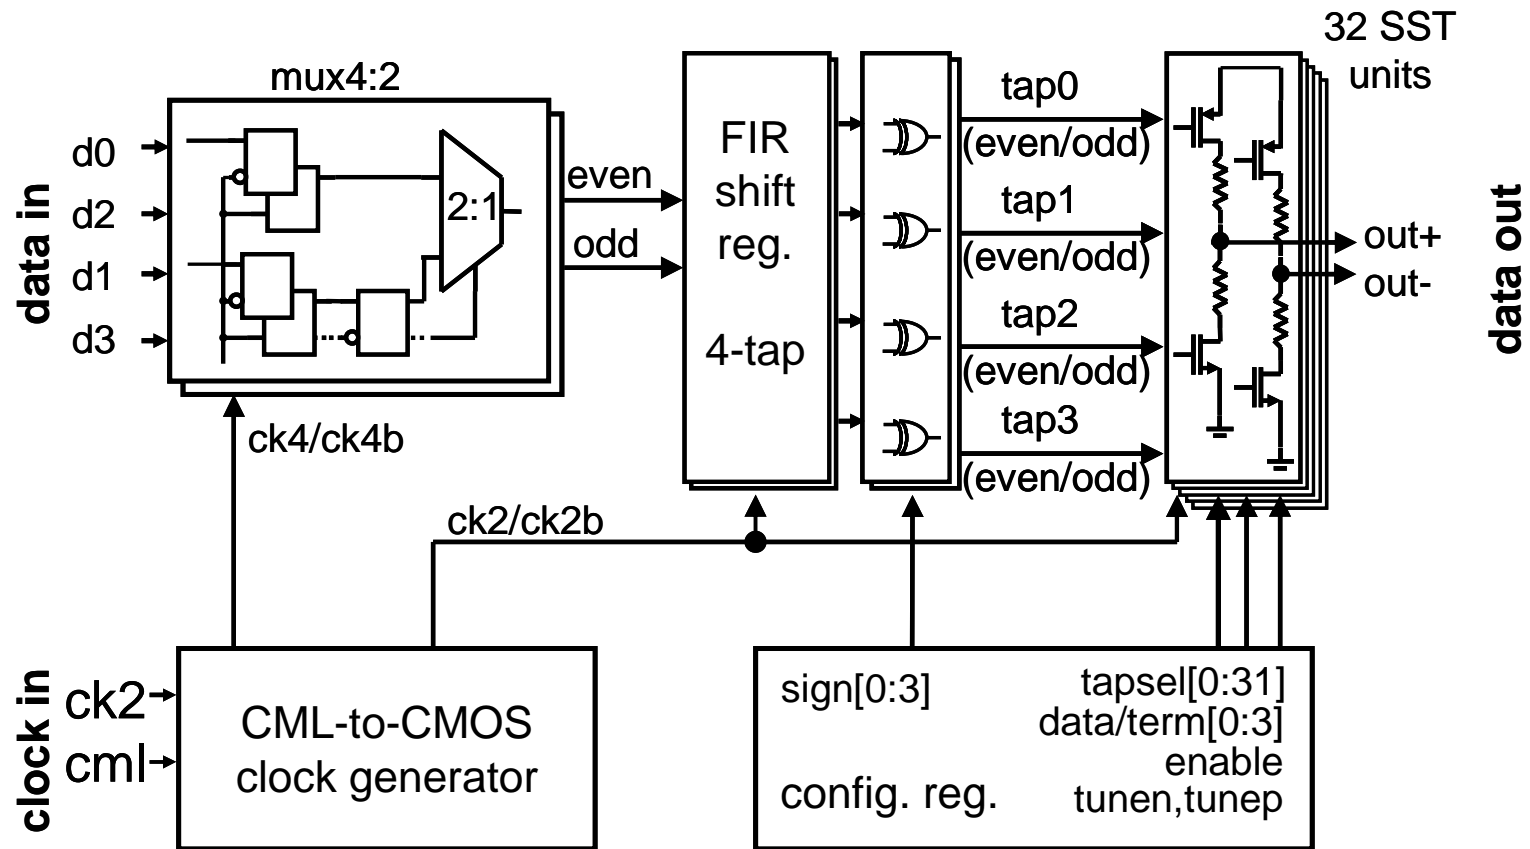 32 SST
units
mux4:2
data in
d0
d2
d1
d3
2:1
even
odd
FIR
shift
reg.
4-tap
tap0
(even/odd)
tap1
(even/odd)
tap2
(even/odd)
tap3
(even/odd)
out+
out-
data out
ck4/ck4b
ck2/ck2b
clock in
ck2
cml
CML-to-CMOS
clock generator
sign[0:3]
config. reg.
tapsel[0:31]
data/term[0:3]
enable
tunen,tunep